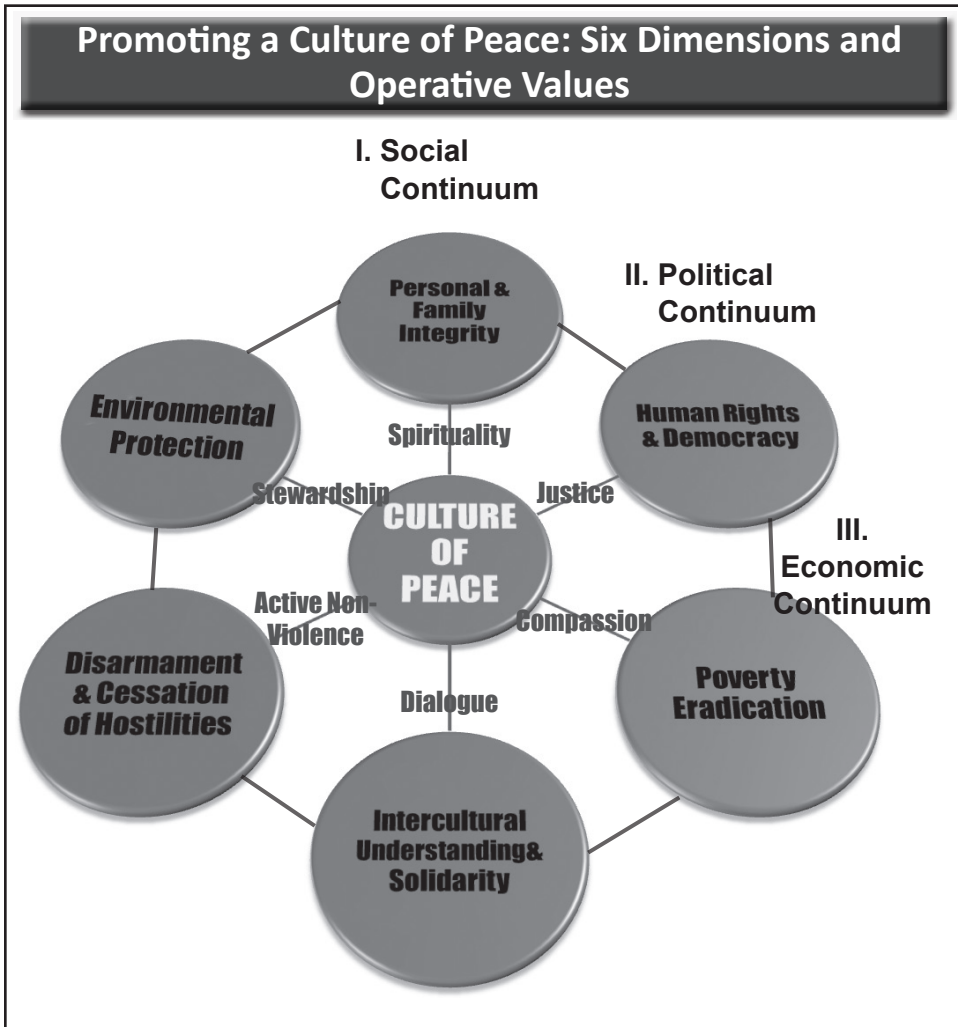 Promoting a Culture of Peace: Six Dimensions and
Operative Values
I. Social
Continuum
Personal &
Family
Integrity
II. Political
Continuum
Human Rights
& Democracy
Environmental
Protection
Spirituality
Stewardship
Justice
CULTURE
OF
PEACE
III.
Economic
Continuum
Active Non-
Violence
Compassion
Disarmament
& Cessation
of Hostilities
Dialogue
Poverty
Eradication
Intercultural
Understanding&
Solidarity